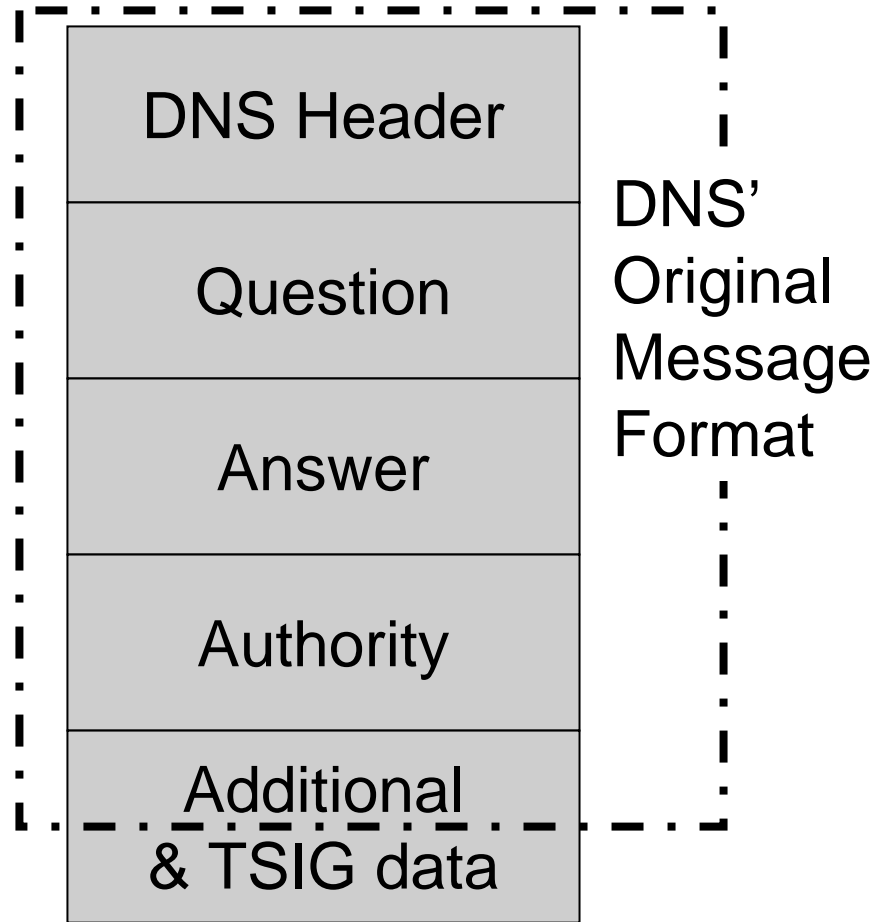 DNS Header
Question
Answer
Authority
Additional
& TSIG data
DNS’
Original
Message
Format